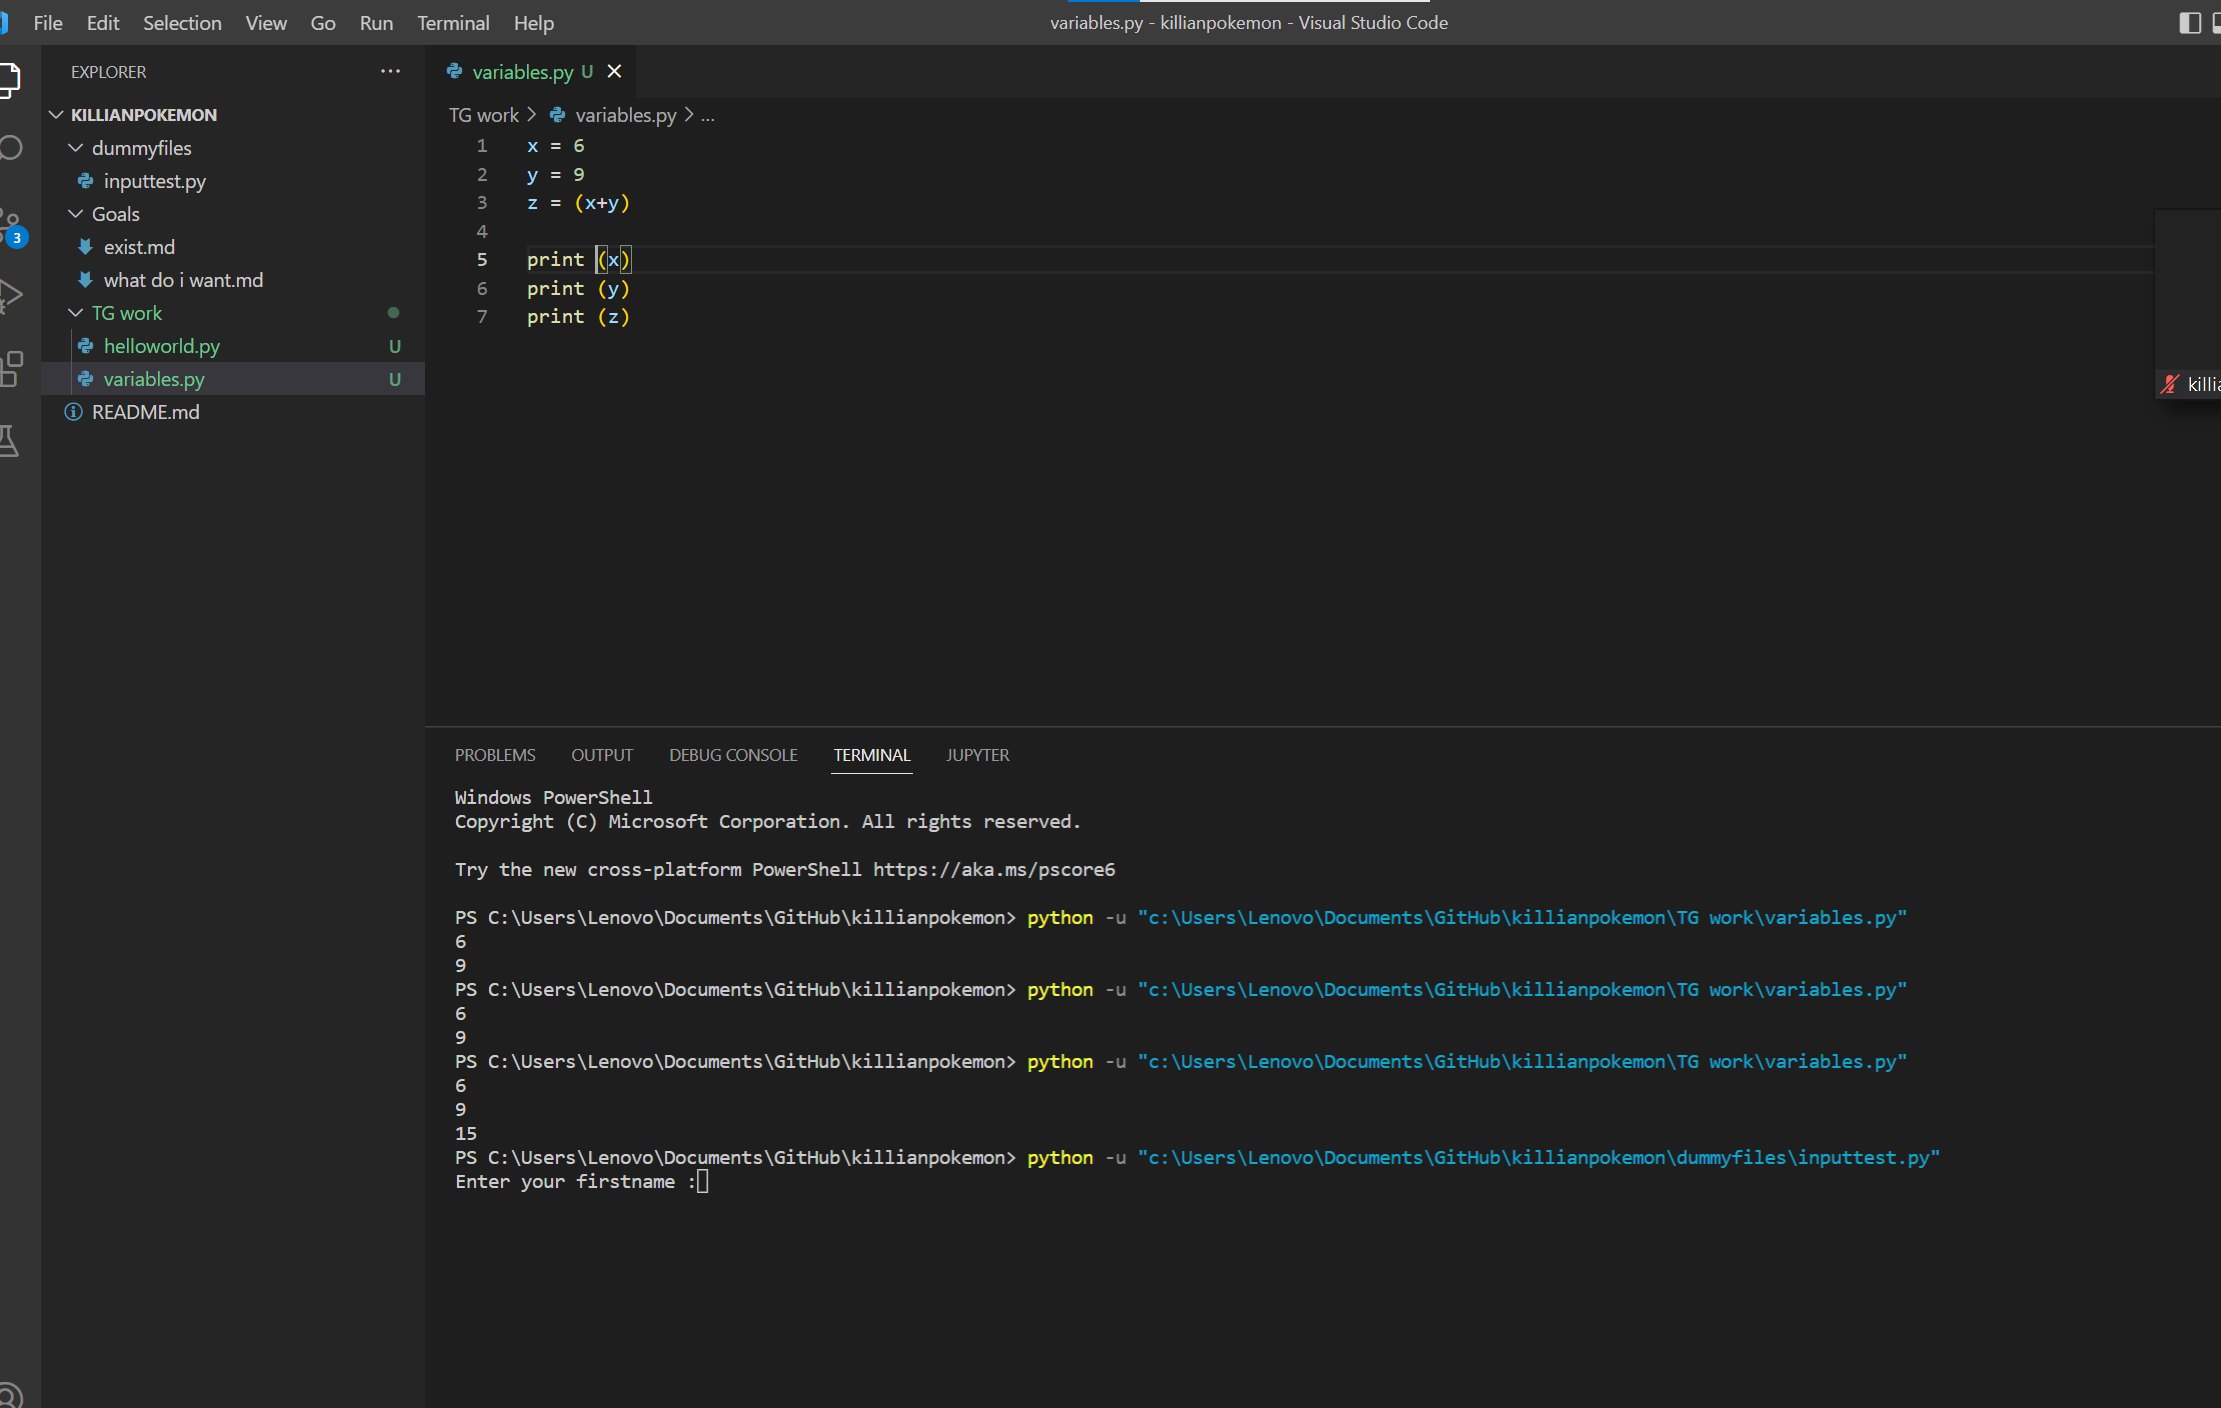 File Edit Selection View Go Run Terminal Help
variables.py - killianpokemon - Visual Studio Code
EXPLORER ...
KILLIANPOKEMON
dummyfiles
inputtest.py
Goals
exist.md
what do i want.md
TG work
helloworld.py U
variables.py U
README.md
3
variables.py U
TG work > variables.py > ...
1 x = 6
2 y = 9
3 z = (x+y)
4
5 print (x)
6 print (y)
7 print (z)
killia
PROBLEMS OUTPUT DEBUG CONSOLE TERMINAL JUPYTER
Windows PowerShell
Copyright (C) Microsoft Corporation. All rights reserved.
Try the new cross-platform PowerShell https://aka.ms/pscore6
PS C:\Users\Lenovo\Documents\GitHub\killianpokemon> python -u "c:\Users\Lenovo\Documents\GitHub\killianpokemon\TG work\variables.py"
6
9
PS C:\Users\Lenovo\Documents\GitHub\killianpokemon> python -u "c:\Users\Lenovo\Documents\GitHub\killianpokemon\TG work\variables.py"
6
9
PS C:\Users\Lenovo\Documents\GitHub\killianpokemon> python -u "c:\Users\Lenovo\Documents\GitHub\killianpokemon\TG work\variables.py"
6
9
15
PS C:\Users\Lenovo\Documents\GitHub\killianpokemon> python -u "c:\Users\Lenovo\Documents\GitHub\killianpokemon\dummyfiles\inputtest.py"
Enter your firstname :